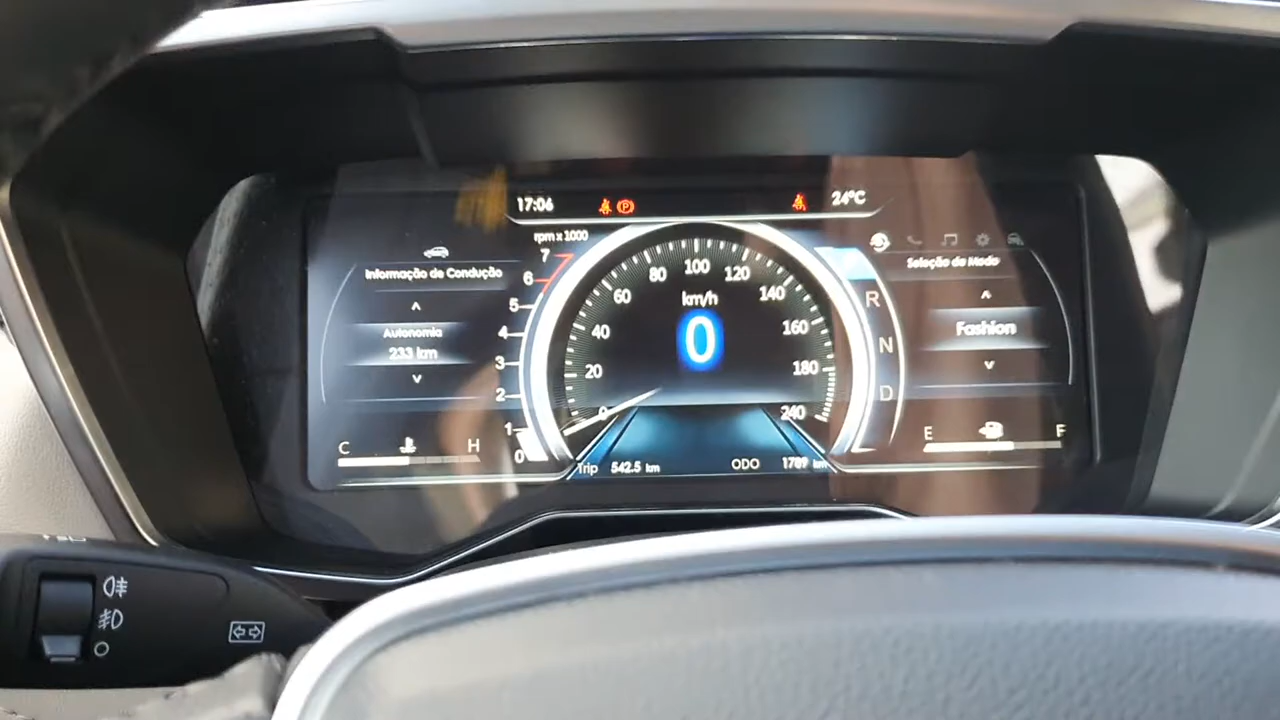 17:06
24°C
rpm x 1000
Informação de Condução
Autonomia
233 km
7
6
5
4
3
2
1
0
0
20
40
60
80
100
120
140
160
180
240
km/h
0
R
N
D
Seleção de Modo
Fashion
C
H
E
F
Trip 542.5 km
ODO 1789 km